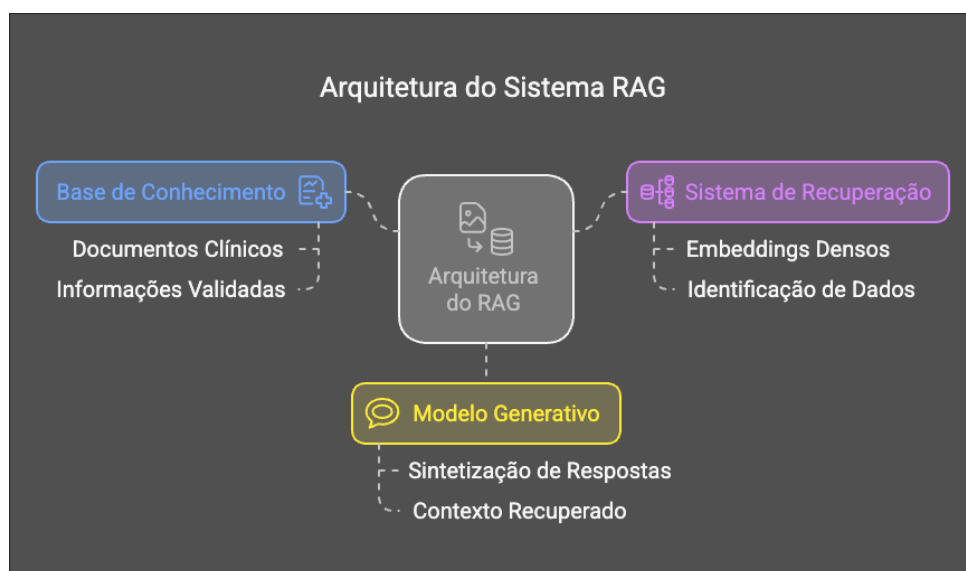 Arquitetura do Sistema RAG
Base de Conhecimento
Documentos Clínicos
Informações Validadas
Arquitetura
do RAG
Sistema de Recuperação
Embeddings Densos
Identificação de Dados
Modelo Generativo
Sintetização de Respostas
Contexto Recuperado